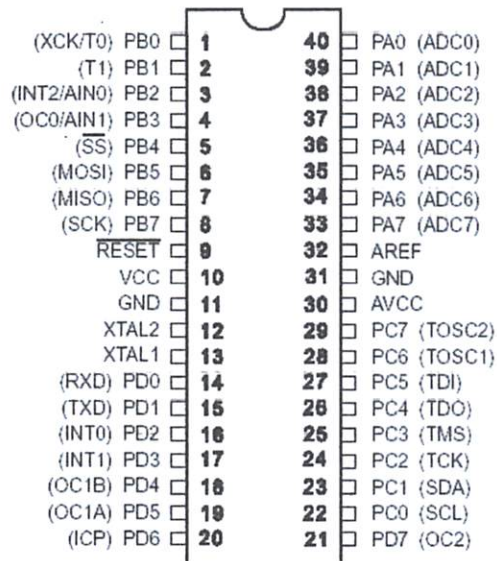 (XCK/T0) PB0 1 40 PA0 (ADC0)
(T1) PB1 2 39 PA1 (ADC1)
(INT2/AIN0) PB2 3 38 PA2 (ADC2)
(OC0/AIN1) PB3 4 37 PA3 (ADC3)
(SS) PB4 5 36 PA4 (ADC4)
(MOSI) PB5 6 35 PA5 (ADC5)
(MISO) PB6 7 34 PA6 (ADC6)
(SCK) PB7 8 33 PA7 (ADC7)
RESET 9 32 AREF
VCC 10 31 GND
GND 11 30 AVCC
XTAL2 12 29 PC7 (TOSC2)
XTAL1 13 28 PC6 (TOSC1)
(RXD) PD0 14 27 PC5 (TDI)
(TXD) PD1 15 26 PC4 (TDO)
(INT0) PD2 16 25 PC3 (TMS)
(INT1) PD3 17 24 PC2 (TCK)
(OC1B) PD4 18 23 PC1 (SDA)
(OC1A) PD5 19 22 PC0 (SCL)
(ICP) PD6 20 21 PD7 (OC2)